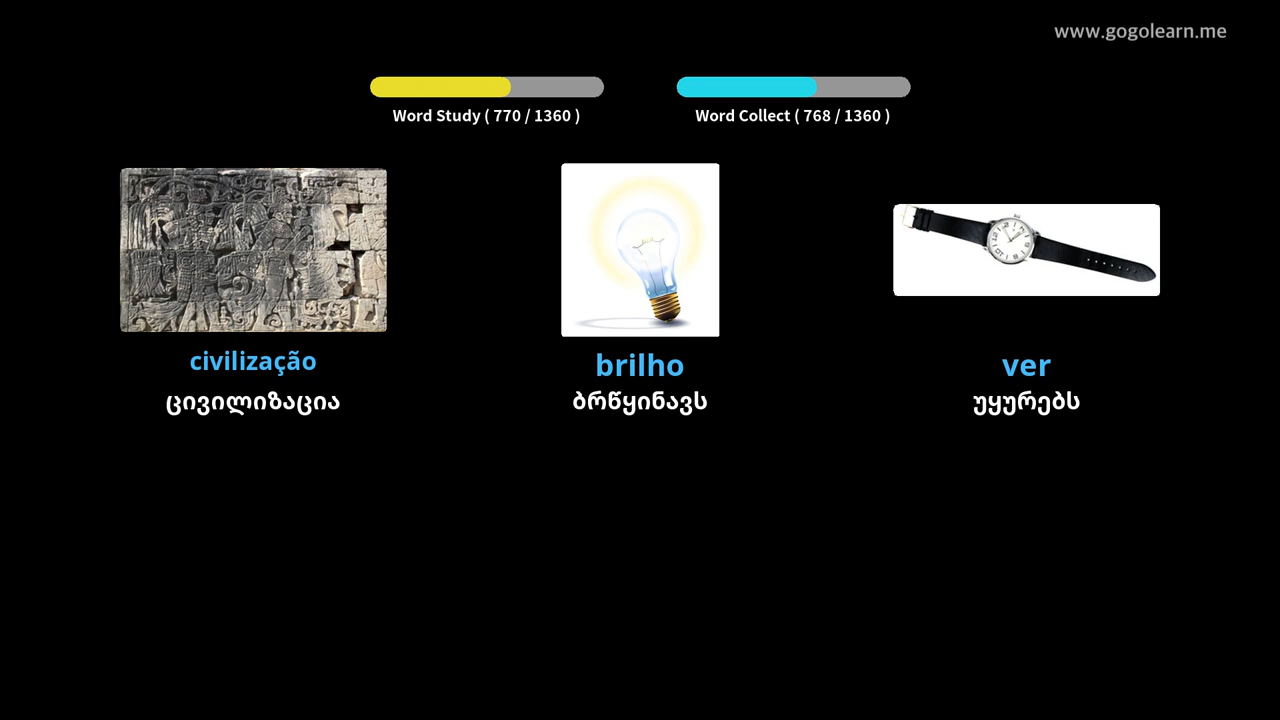 www.gogolearn.me
Word Study ( 770 / 1360 )
Word Collect ( 768 / 1360 )
civilização
ცივილიზაცია
brilho
ბრწყინავს
ver
უყურებს